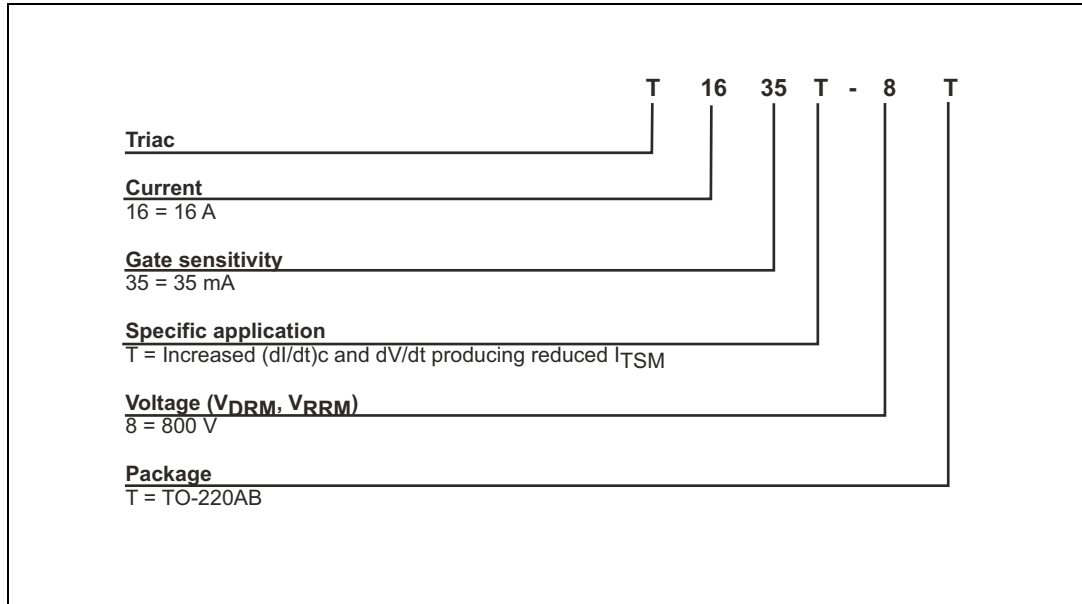 T 16 35 T - 8 T
Triac
Current
16 = 16 A
Gate sensitivity
35 = 35 mA
Specific application
T = Increased (dI/dt)c and dV/dt producing reduced ITSM
Voltage (VDRM, VRRM)
8 = 800 V
Package
T = TO-220AB